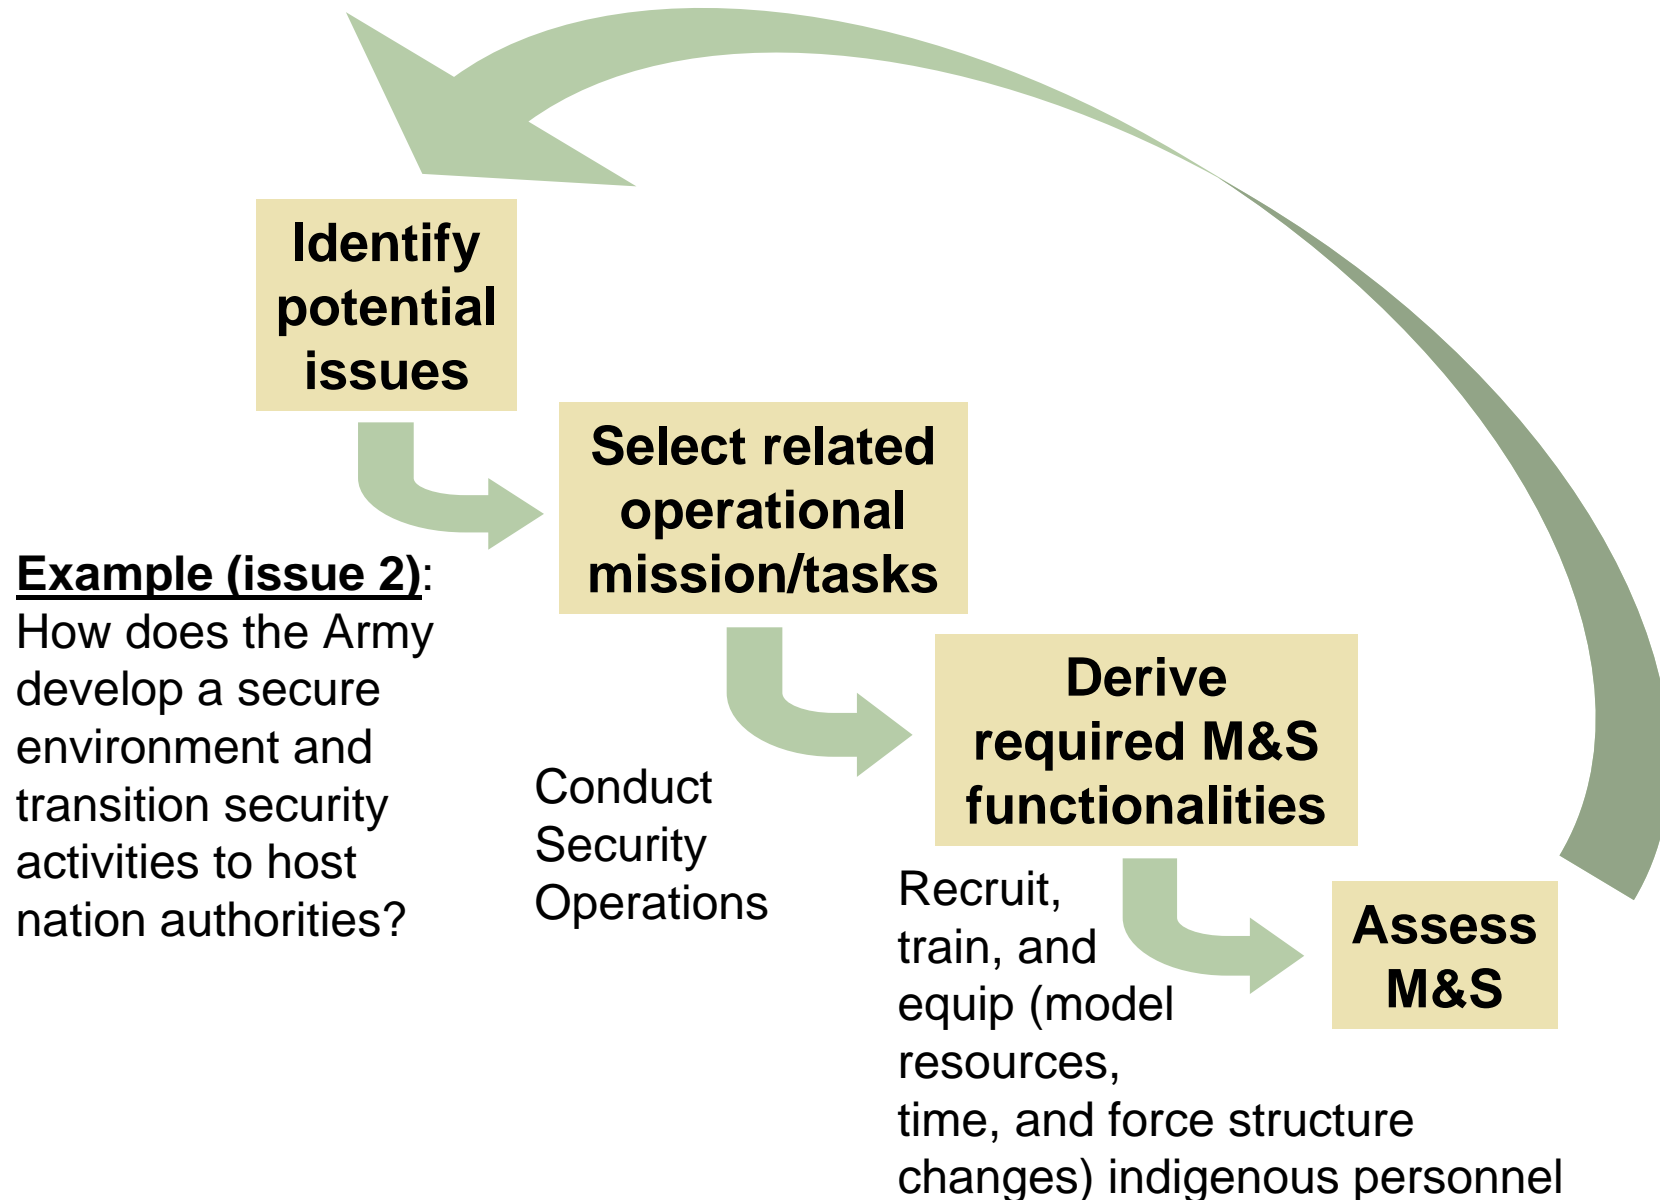 Identify
potential
issues
Select related
operational
mission/tasks
Example (issue 2):
How does the Army
develop a secure
environment and
transition security
activities to host
nation authorities?
Derive
required M&S
functionalities
Conduct
Security
Operations
Assess
M&S
Recruit,
train, and
equip (model
resources,
time, and force structure
changes) indigenous personnel